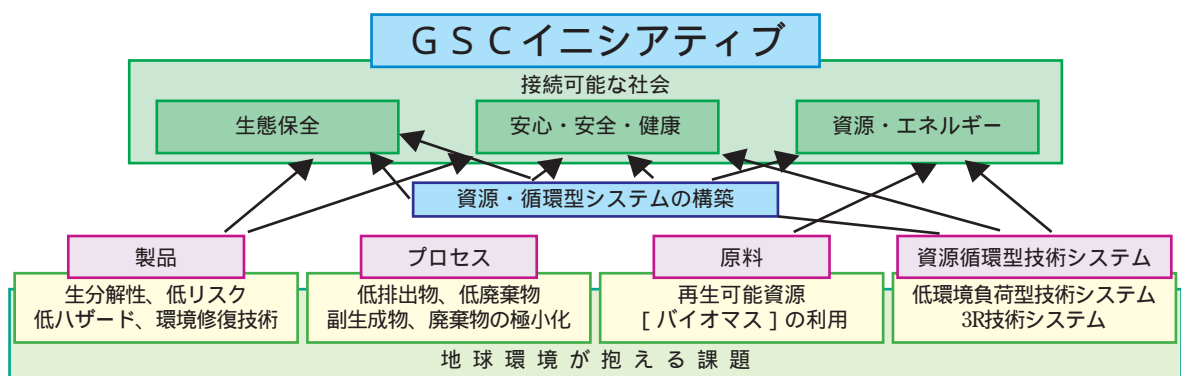 GSCイニシアティブ
接続可能な社会
生態保全
安心・安全・健康
資源・エネルギー
資源・循環型システムの構築
製品
生分解性、低リスク
低ハザード、環境修復技術
プロセス
低排出物、低廃棄物
副生成物、廃棄物の極小化
原料
再生可能資源
[バイオマス]の利用
資源循環型技術システム
低環境負荷型技術システム
3R技術システム
地球環境が抱える課題